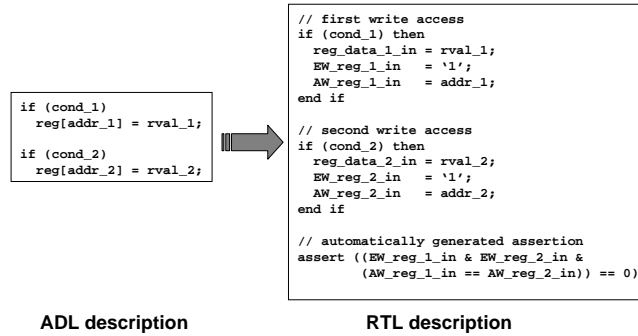 if (cond_1)
  reg[addr_1] = rval_1;

if (cond_2)
  reg[addr_2] = rval_2;

ADL description

// first write access
if (cond_1) then
  reg_data_1_in = rval_1;
  EW_reg_1_in   = ‘1’;
  AW_reg_1_in   = addr_1;
end if

// second write access
if (cond_2) then
  reg_data_2_in = rval_2;
  EW_reg_2_in   = ‘1’;
  AW_reg_2_in   = addr_2;
end if

// automatically generated assertion
assert ((EW_reg_1_in & EW_reg_2_in &
        (AW_reg_1_in == AW_reg_2_in)) == 0)

RTL description